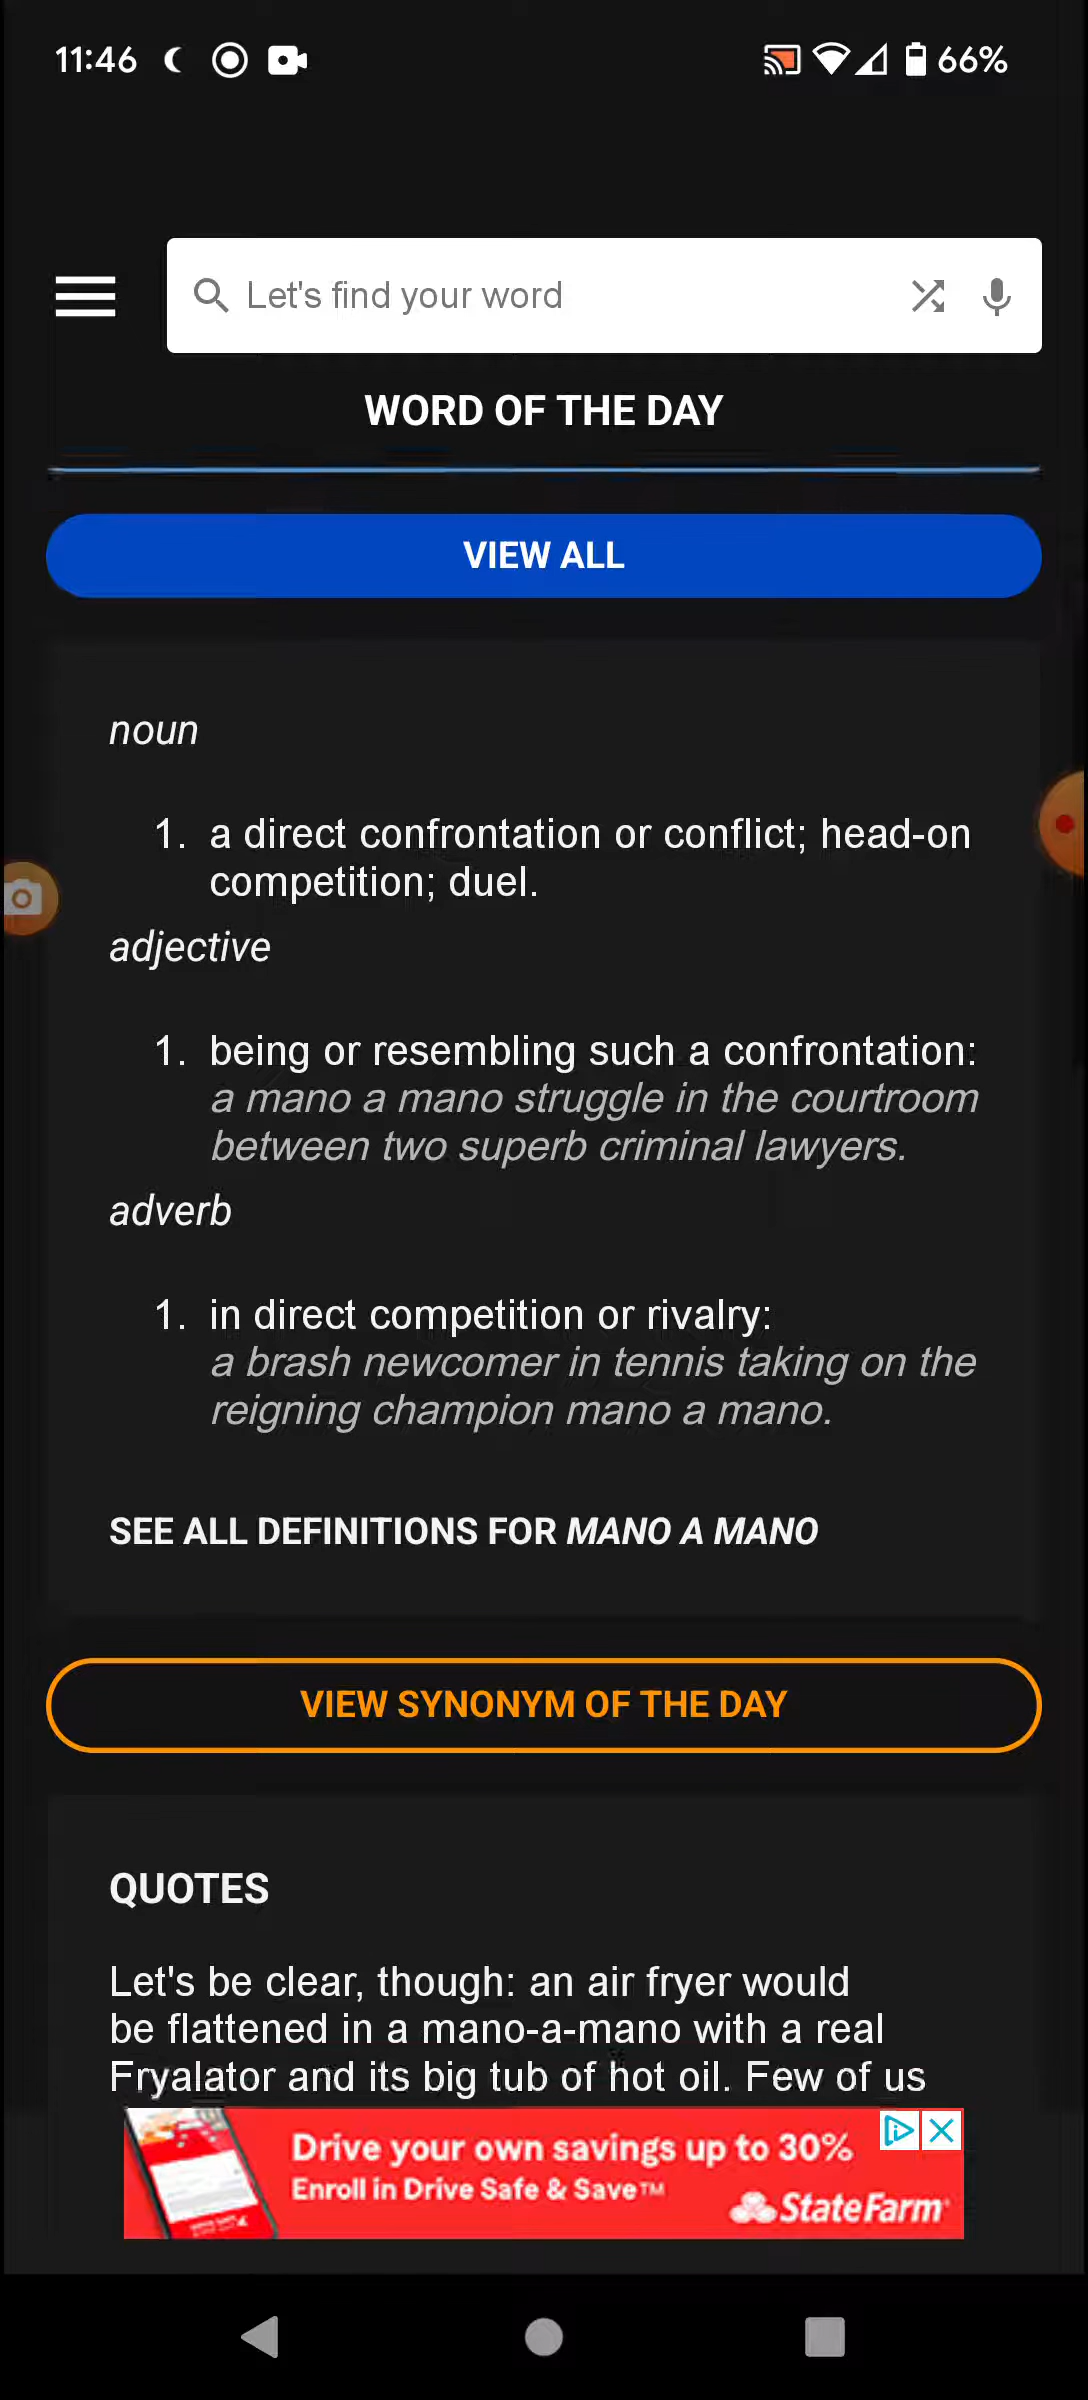 11:46
66%
Let's find your word
WORD OF THE DAY
VIEW ALL
noun
1. a direct confrontation or conflict; head-on
competition; duel.
adjective
1. being or resembling such a confrontation:
a mano a mano struggle in the courtroom
between two superb criminal lawyers.
adverb
1. in direct competition or rivalry:
a brash newcomer in tennis taking on the
reigning champion mano a mano.
SEE ALL DEFINITIONS FOR MANO A MANO
VIEW SYNONYM OF THE DAY
QUOTES
Let's be clear, though: an air fryer would
be flattened in a mano-a-mano with a real
Fryalator and its big tub of hot oil. Few of us
Drive your own savings up to 30%
Enroll in Drive Safe & Save™
StateFarm